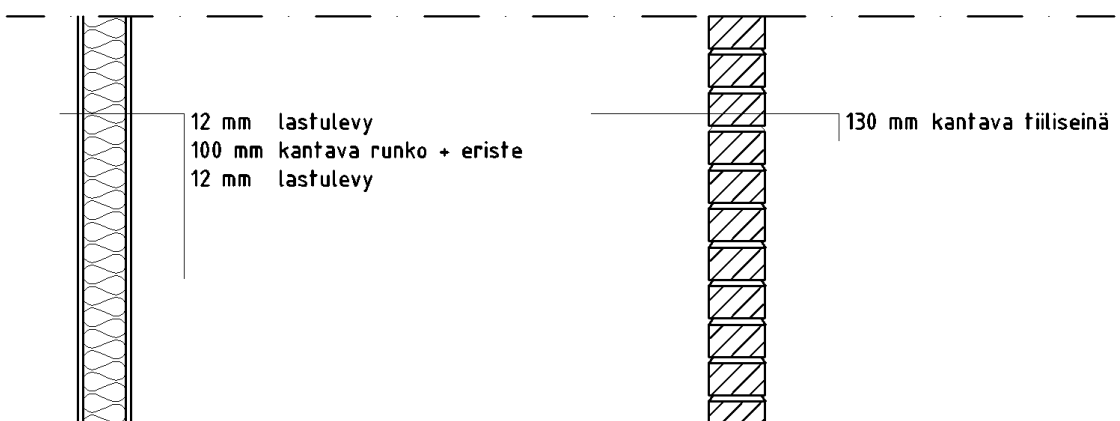 12 mm lastulevy
100 mm kantava runko + eriste
12 mm lastulevy
130 mm kantava tiiliseinä